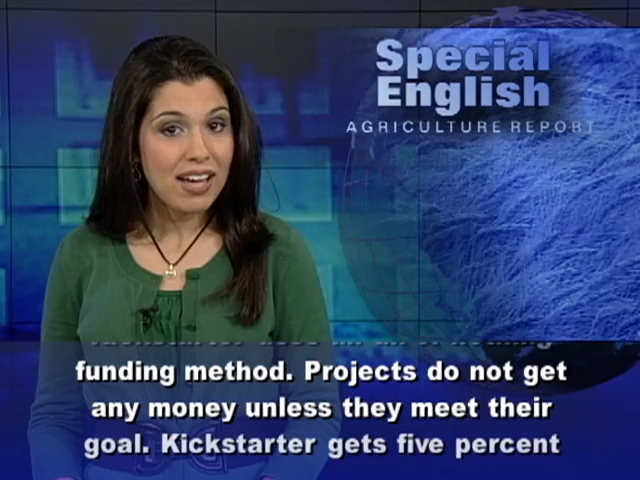 Special
English
AGRICULTURE REPORT
funding method. Projects do not get
any money unless they meet their
goal. Kickstarter gets five percent